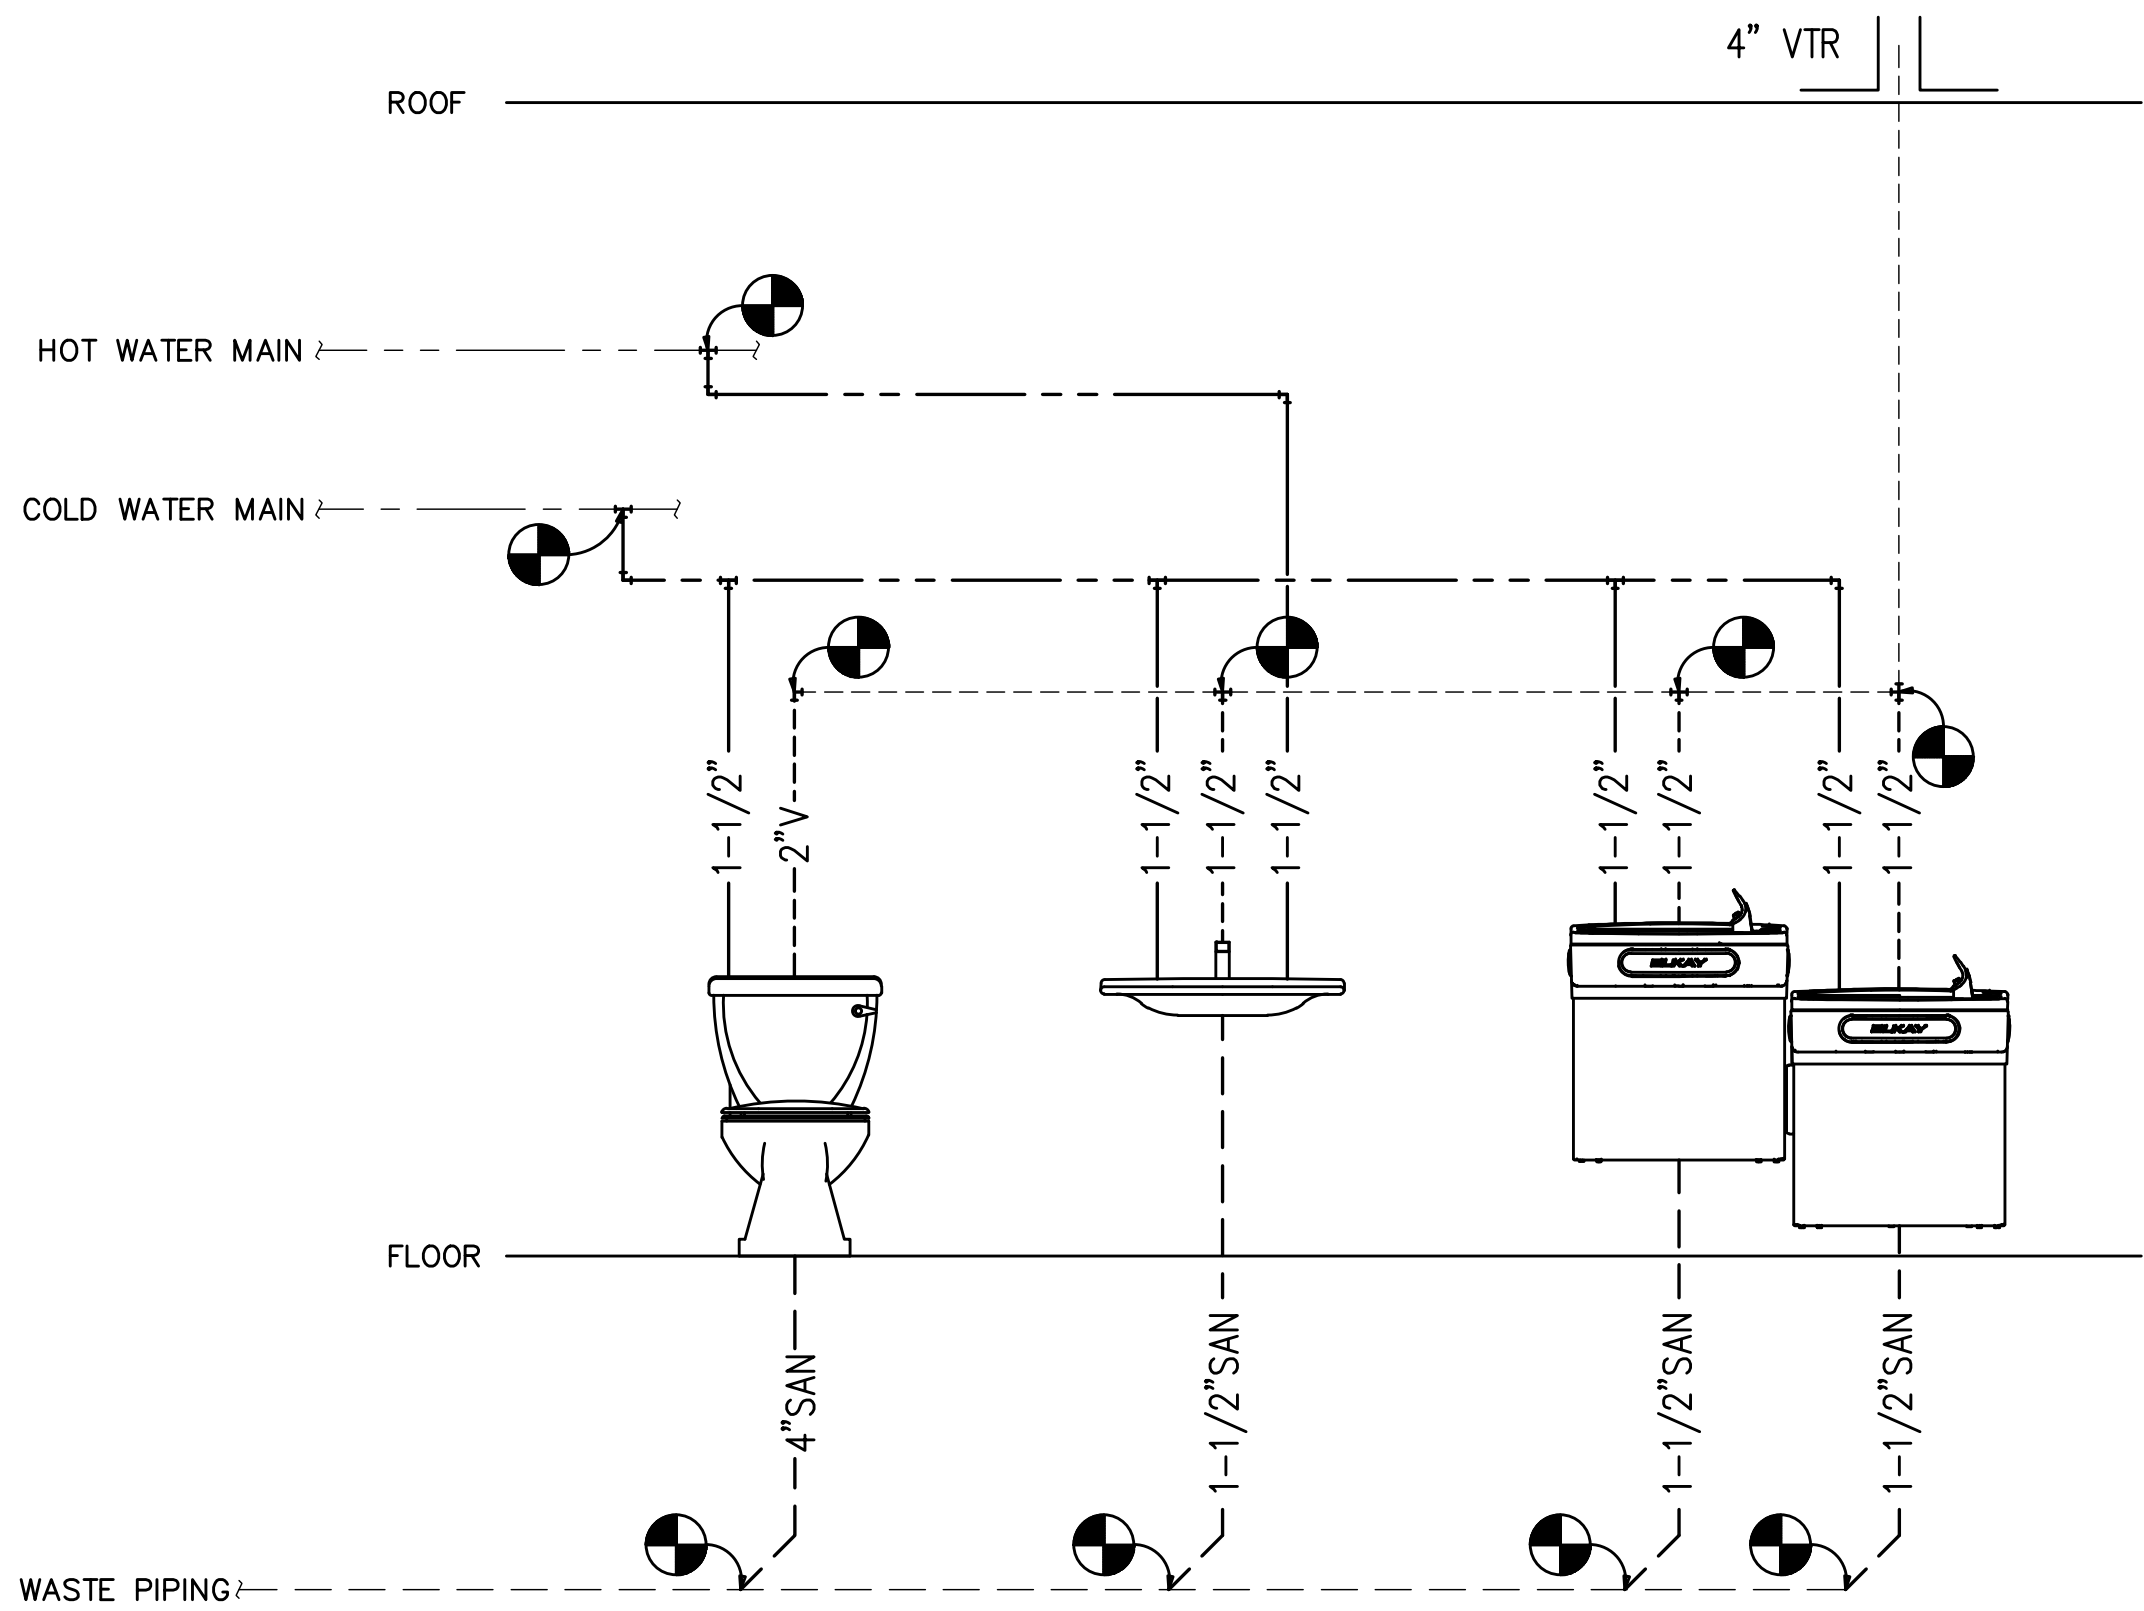 4” VTR
ROOF
HOT WATER MAIN
COLD WATER MAIN
1-1/2”
2”V
1-1/2”
1-1/2”
1-1/2”
1-1/2”
1-1/2”
1-1/2”
1-1/2”
ELKAY
ELKAY
FLOOR
4”SAN
1-1/2”SAN
1-1/2”SAN
1-1/2”SAN
WASTE PIPING